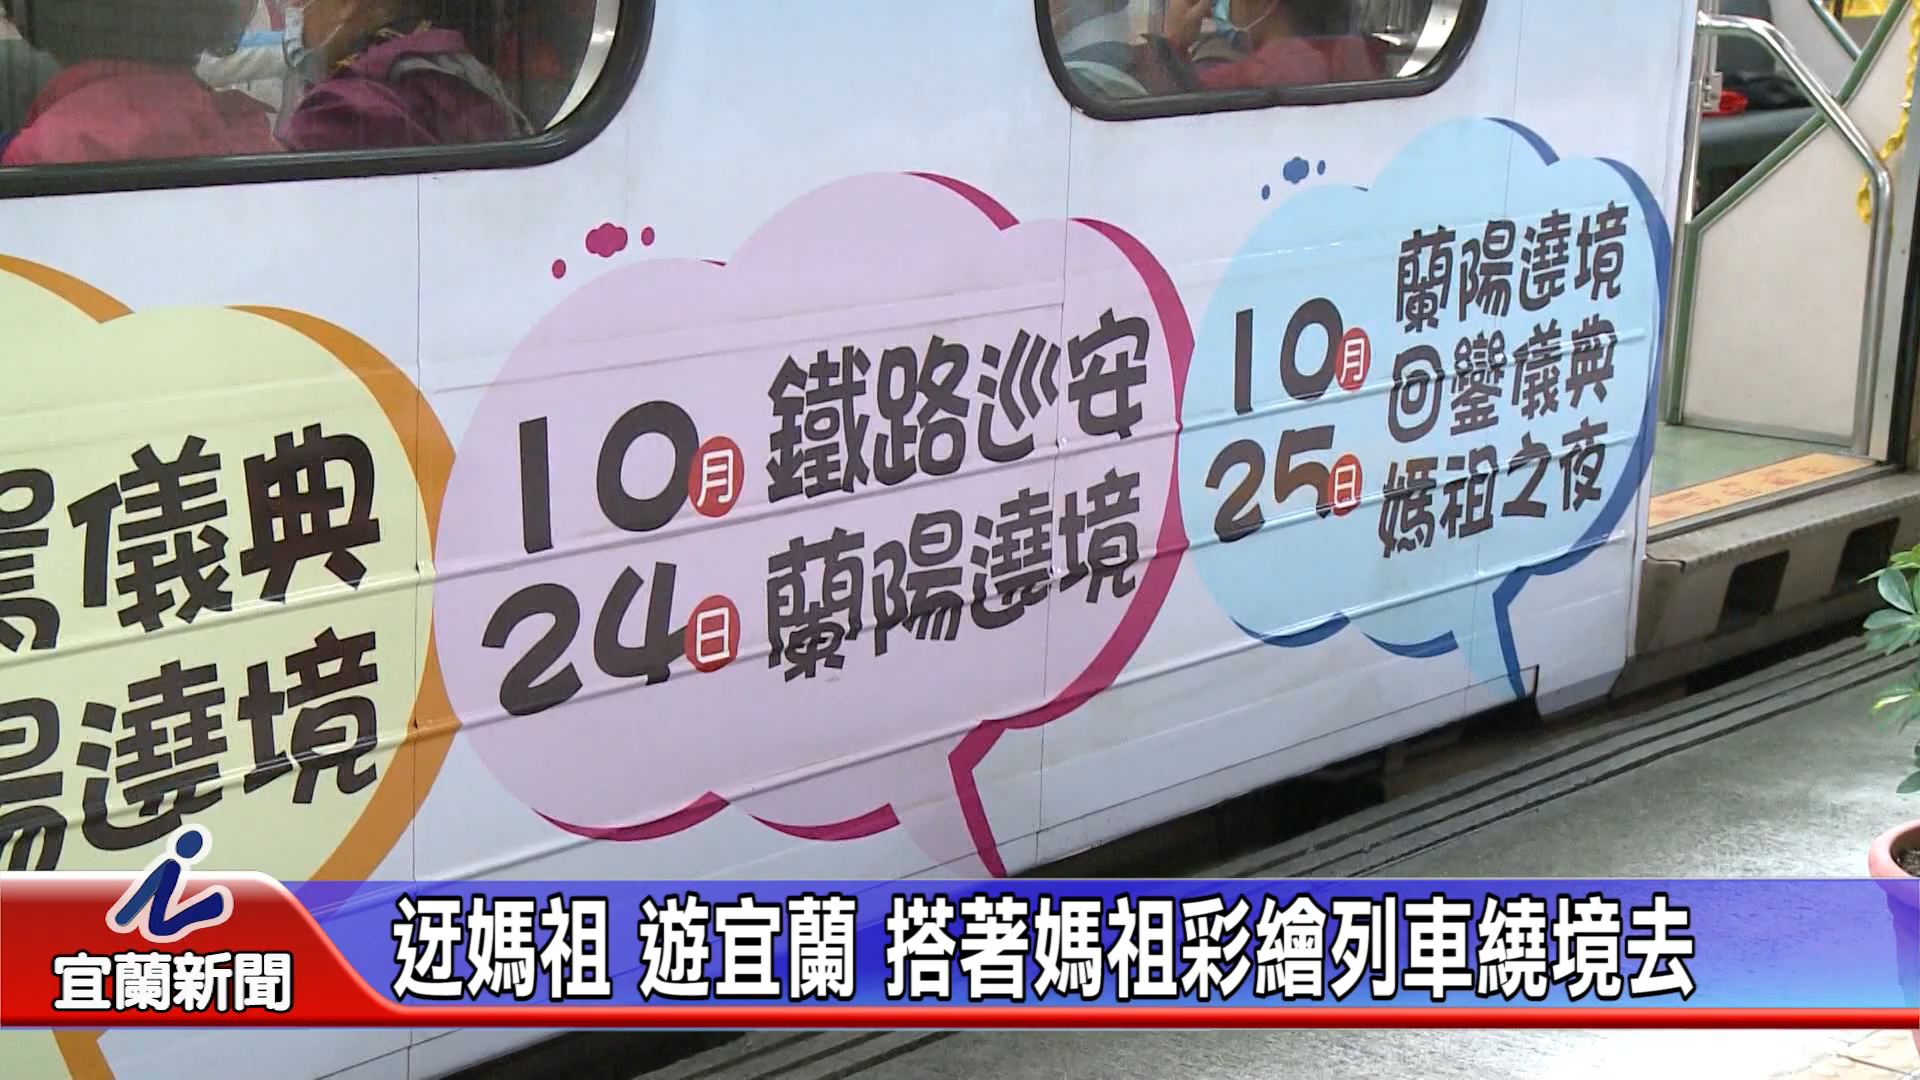 儀典
陽遶境
10月
24日
鐵路巡安
蘭陽遶境
10月
25日
蘭陽遶境
回鑾儀典
媽祖之夜
迓媽祖 遊宜蘭 搭著媽祖彩繪列車繞境去
宜蘭新聞